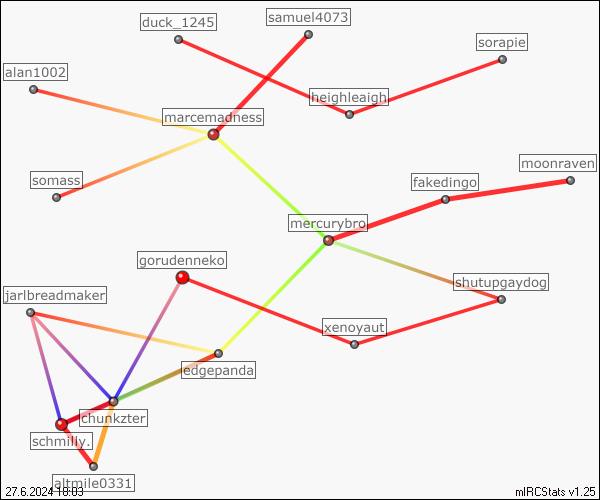 samuel4073
duck_1245
sorapie
alan1002
heighleaigh
marcemadness
moonraven
somass
fakedingo
mercurybro
gorudenneko
shutupgaydog
jarlbreadmaker
xenoyaut
edgepanda
chunkzter
schmilly.
altmile0331
27.6.2024 10:03
mIRCStats v1.25